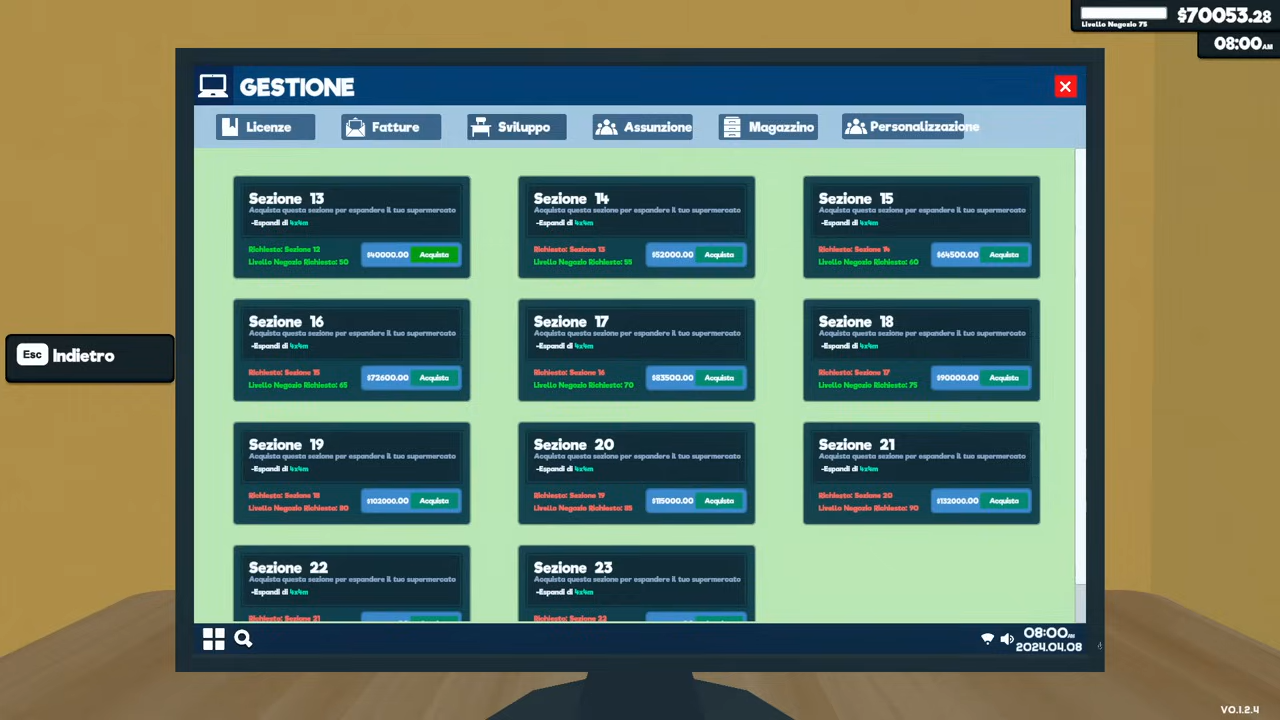 $70053.28
Livello Negozio 75
08:00AM
GESTIONE
Licenze
Fatture
Sviluppo
Assunzione
Magazzino
Personalizzazione
Sezione 13
Acquista questa sezione per espandere il tuo supermercato
-Espandi di 4x4m
Richiesto: Sezione 12
Livello Negozio Richiesto: 50
$40000.00 Acquista
Sezione 14
Acquista questa sezione per espandere il tuo supermercato
-Espandi di 4x4m
Richiesto: Sezione 13
Livello Negozio Richiesto: 55
$52000.00 Acquista
Sezione 15
Acquista questa sezione per espandere il tuo supermercato
-Espandi di 4x4m
Richiesto: Sezione 14
Livello Negozio Richiesto: 60
$64500.00 Acquista
Sezione 16
Acquista questa sezione per espandere il tuo supermercato
-Espandi di 4x4m
Richiesto: Sezione 15
Livello Negozio Richiesto: 65
$72600.00 Acquista
Sezione 17
Acquista questa sezione per espandere il tuo supermercato
-Espandi di 4x4m
Richiesto: Sezione 16
Livello Negozio Richiesto: 70
$83500.00 Acquista
Sezione 18
Acquista questa sezione per espandere il tuo supermercato
-Espandi di 4x4m
Richiesto: Sezione 17
Livello Negozio Richiesto: 75
$90000.00 Acquista
Sezione 19
Acquista questa sezione per espandere il tuo supermercato
-Espandi di 4x4m
Richiesto: Sezione 18
Livello Negozio Richiesto: 80
$102000.00 Acquista
Sezione 20
Acquista questa sezione per espandere il tuo supermercato
-Espandi di 4x4m
Richiesto: Sezione 19
Livello Negozio Richiesto: 85
$115000.00 Acquista
Sezione 21
Acquista questa sezione per espandere il tuo supermercato
-Espandi di 4x4m
Richiesto: Sezione 20
Livello Negozio Richiesto: 90
$132000.00 Acquista
Sezione 22
Acquista questa sezione per espandere il tuo supermercato
-Espandi di 4x4m
Richiesto: Sezione 21
Sezione 23
Acquista questa sezione per espandere il tuo supermercato
-Espandi di 4x4m
Richiesto: Sezione 22
Esc Indietro
08:00AM
2024.04.08
V0.1.2.4